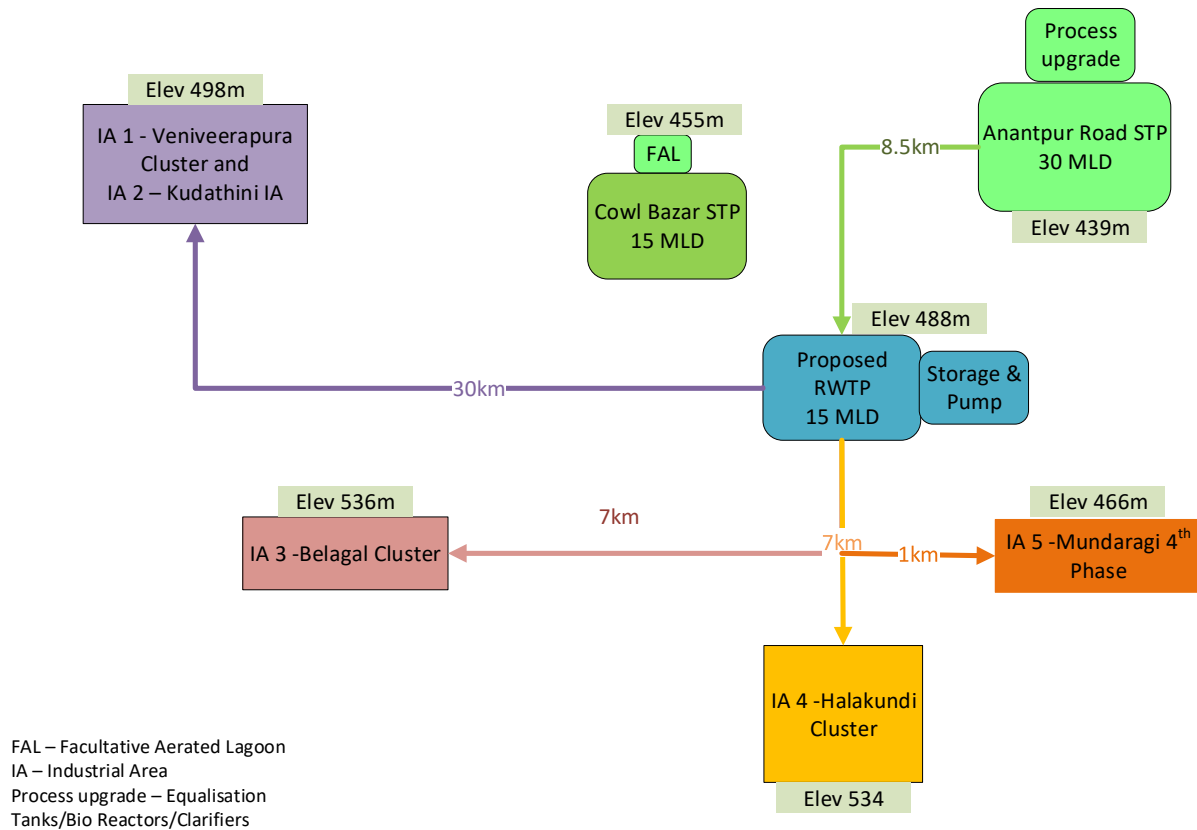 Process
upgrade
Elev 498m
IA 1 - Veniveerapura
Cluster and
IA 2 – Kudathini IA
Elev 455m
FAL
Cowl Bazar STP
15 MLD
8.5km
Anantpur Road STP
30 MLD
Elev 439m
Elev 488m
Proposed
RWTP
15 MLD
Storage &
Pump
30km
Elev 536m
IA 3 -Belagal Cluster
7km
7km
1km
Elev 466m
IA 5 -Mundaragi 4th
Phase
IA 4 -Halakundi
Cluster
Elev 534
FAL – Facultative Aerated Lagoon
IA – Industrial Area
Process upgrade – Equalisation
Tanks/Bio Reactors/Clarifiers